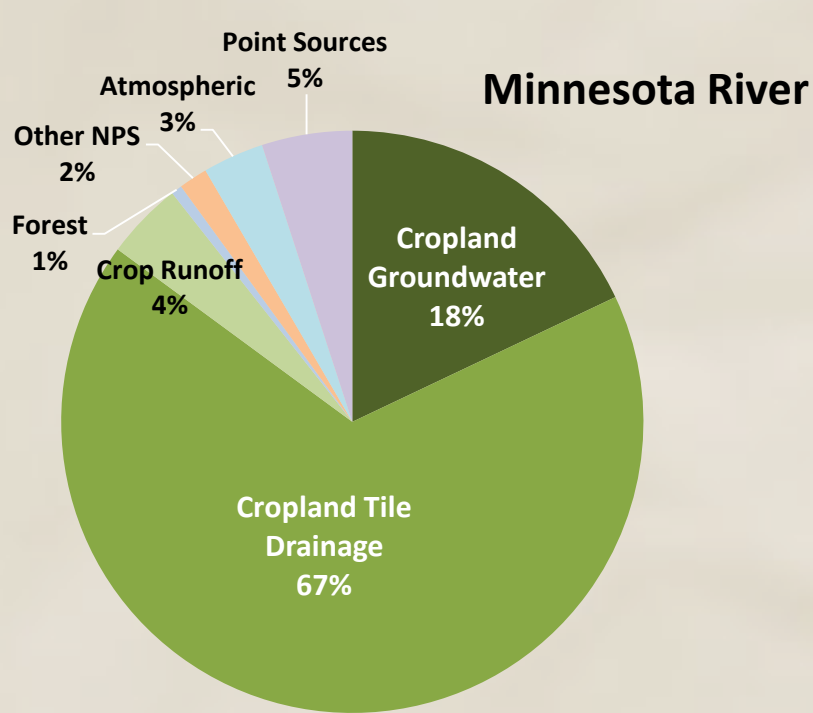 Minnesota River
Point Sources
5%
Atmospheric
3%
Other NPS
2%
Forest
1%
Crop Runoff
4%
Cropland
Groundwater
18%
Cropland Tile
Drainage
67%